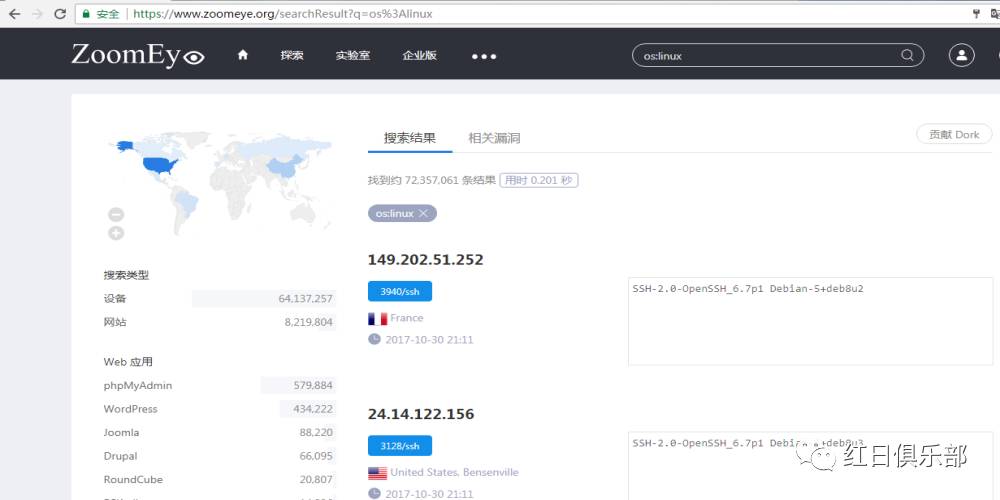 安全 https://www.zoomeye.org/searchResult?q=os%3Alinux
ZoomEye 探索 实验室 企业版 os:linux
搜索结果 相关漏洞 贡献 Dork
找到约 72,357,061 条结果 用时 0.201 秒
os:linux
搜索类型
设备 64,137,257
网站 8,219,804
Web 应用
phpMyAdmin 579,884
WordPress 434,222
Joomla 88,220
Drupal 66,095
RoundCube 20,807
149.202.51.252
3940/ssh
France
2017-10-30 21:11
SSH-2.0-OpenSSH_6.7p1 Debian-5+deb8u2
24.14.122.156
3128/ssh
United States, Bensenville
2017-10-30 21:11
SSH-2.0-OpenSSH_6.7p1
红日俱乐部